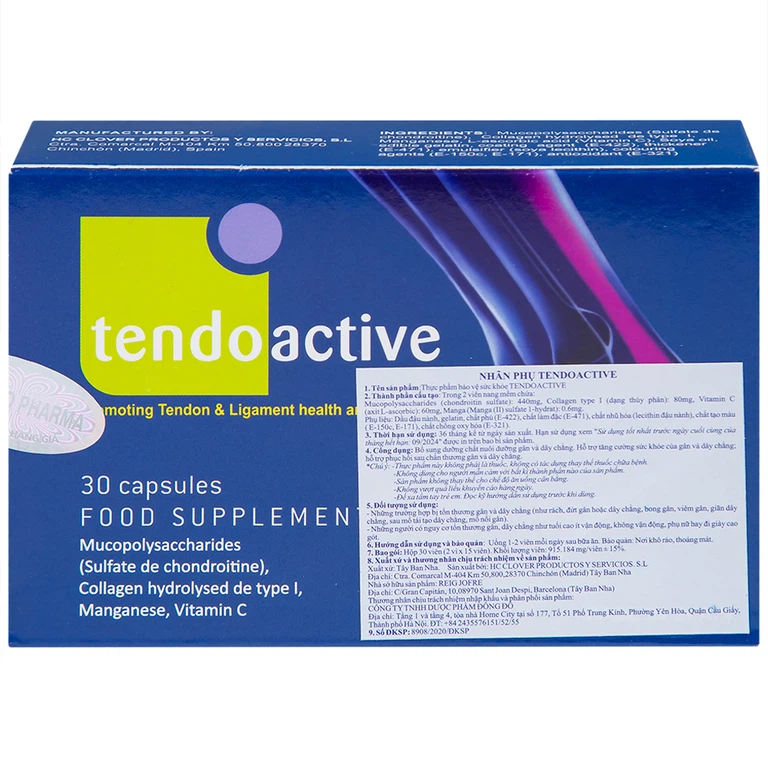 MANUFACTURED BY:
HC CLOVER PRODUCTOS Y SERVICIOS, S.L
Ctra. Comarcal M-404 Km 50.80028370
Chinchón (Madrid), Spain
INGREDIENTS: Mucopolysaccharides (Sulfate de
chondroitine), Collagen hydrolysed de type I,
Manganese, L-ascorbic acid (Vitamin C), Soya oil,
edible gelatin, coating agent (E-422), thickener
(E-471), emulsifier (soya lecithin), colouring
agents (E-150c, E-171), antioxidant (E-321)
tendoactive
omoting Tendon & Ligament health an
PHARMA
HÀNG GIẢ
30 capsules
FOOD SUPPLEMENT
Mucopolysaccharides
(Sulfate de chondroitine),
Collagen hydrolysed de type I,
Manganese, Vitamin C
NHÃN PHỤ TENDOACTIVE
1. Tên sản phẩm: Thực phẩm bảo vệ sức khỏe TENDOACTIVE
2. Thành phần cấu tạo: Trong 2 viên nang mềm chứa:
Mucopolysaccharides (chondroitin sulfate): 440mg, Collagen type I (dạng thủy phân): 80mg, Vitamin C
(axit L-ascorbic): 60mg, Manga (Manga (II) sulfate 1-hydrat): 0.6mg.
Phụ liệu: Dầu đậu nành, gelatin, chất phủ (E-422), chất làm đặc (E-471), chất nhũ hóa (lecithin đậu nành), chất tạo màu
( E-150c, E-171), chất chống oxy hóa (E-321).
3. Thời hạn sử dụng: 36 tháng kể từ ngày sản xuất. Hạn sử dụng xem "Sử dụng tốt nhất trước ngày cuối cùng của
tháng hết hạn: 09/2024" được in trên bao bì sản phẩm.
4. Công dụng: Bổ sung dưỡng chất nuôi dưỡng gân và dây chằng. Hỗ trợ tăng cường sức khỏe của gân và dây chằng;
hỗ trợ phục hồi sau chấn thương gân và dây chằng.
*Chú ý: -Thực phẩm này không phải là thuốc, không có tác dụng thay thế thuốc chữa bệnh.
-Không dùng cho người mẫn cảm với bất kì thành phần nào của sản phẩm.
-Sản phẩm không thay thế cho chế độ ăn uống cân bằng.
-Không vượt quá liều khuyến cáo hàng ngày.
-Để xa tầm tay trẻ em. Đọc kỹ hướng dẫn sử dụng trước khi dùng.
5. Đối tượng sử dụng:
- Những trường hợp bị tổn thương gân và dây chằng (như rách, đứt gân hoặc dây chằng, bong gân, viêm gân, giãn dây
chằng, sau mổ tái tạo dây chằng, mổ nối gân).
- Những người có nguy cơ tổn thương gân, dây chằng như tuổi cao ít vận động, không vận động, phụ nữ hay đi giày cao
gót.
6. Hướng dẫn sử dụng và bảo quản: Uống 1-2 viên mỗi ngày sau bữa ăn. Bảo quản: Nơi khô ráo, thoáng mát.
7. Bao gói: Hộp 30 viên (2 vỉ x 15 viên). Khối lượng viên: 915.184 mg/viên ± 15%.
8. Xuất xứ và thương nhân chịu trách nhiệm về sản phẩm:
Xuất xứ: Tây Ban Nha. Sản xuất bởi: HC CLOVER PRODUCTOS Y SERVICIOS. S.L
Địa chỉ: Ctra. Comarcal M-404 Km 50,800,28370 Chinchón (Madrid) Tây Ban Nha
Nhà sở hữu sản phẩm: REIG JOFRE
Địa chỉ: C/Gran Capitán, 10,08970 Sant Joan Despi, Barcelona (Tây Ban Nha)
Thương nhân chịu trách nhiệm nhập khẩu và phân phối sản phẩm:
CÔNG TY TNHH DƯỢC PHẨM ĐÔNG ĐÔ
Địa chỉ: Tầng 1 và tầng 4, tòa nhà Home City tại số 177, Tổ 51 Phố Trung Kính, Phường Yên Hòa, Quận Cầu Giấy,
Thành phố Hà Nội. ĐT: +84 2435576151/52/55
9. Số ĐKSP: 8908/2020/ĐKSP